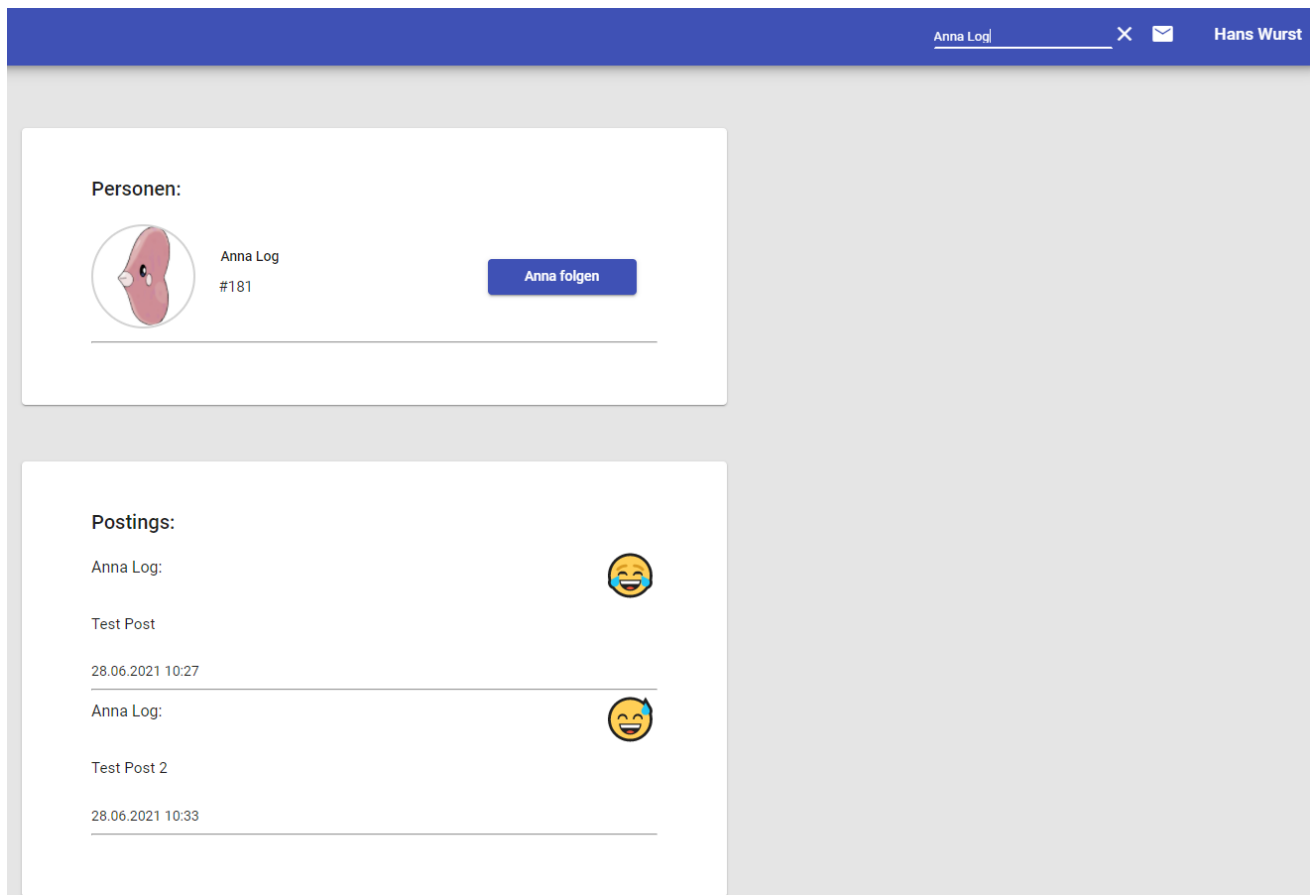 Anna Log
Hans Wurst
Personen:
Anna Log
#181
Anna folgen
Postings:
Anna Log:
Test Post
28.06.2021 10:27
Anna Log:
Test Post 2
28.06.2021 10:33